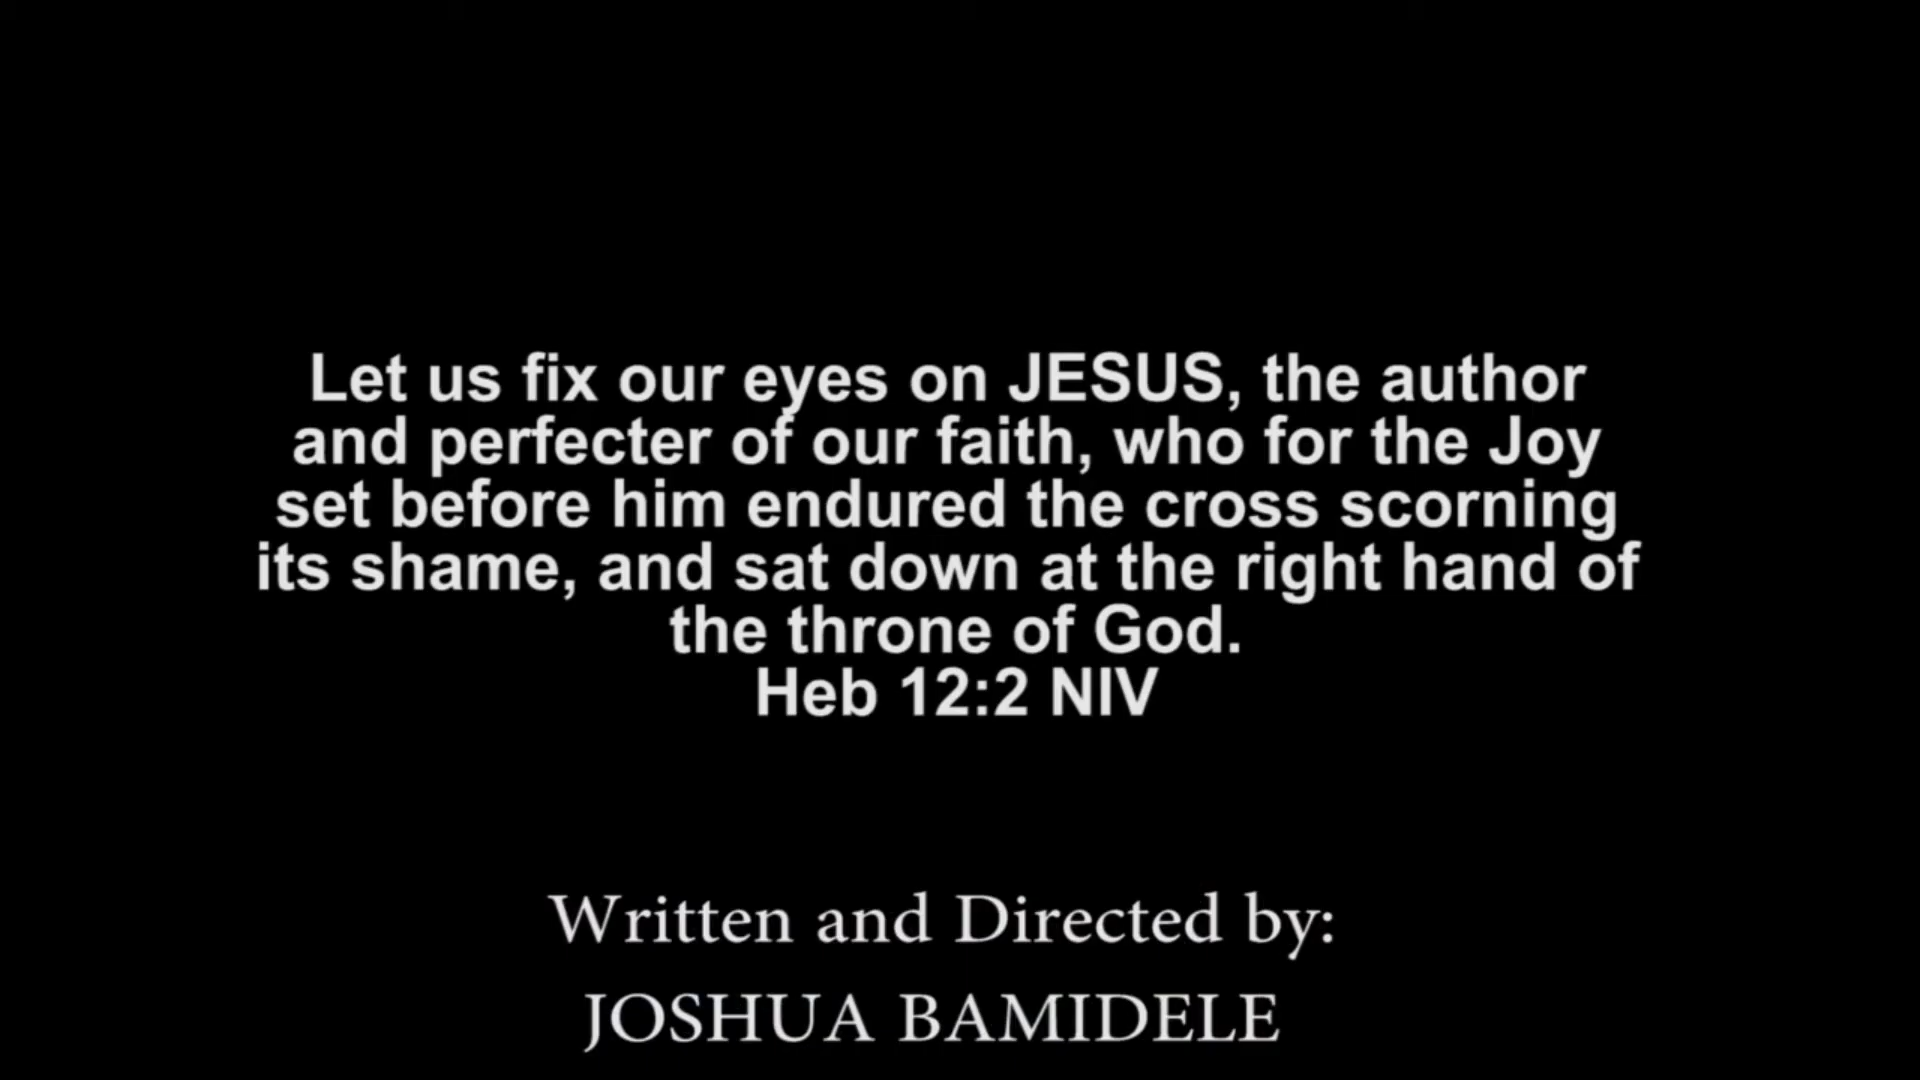 Let us fix our eyes on JESUS, the author
and perfecter of our faith, who for the Joy
set before him endured the cross scorning
its shame, and sat down at the right hand of
the throne of God.
Heb 12:2 NIV
Written and Directed by:
JOSHUA BAMIDELE